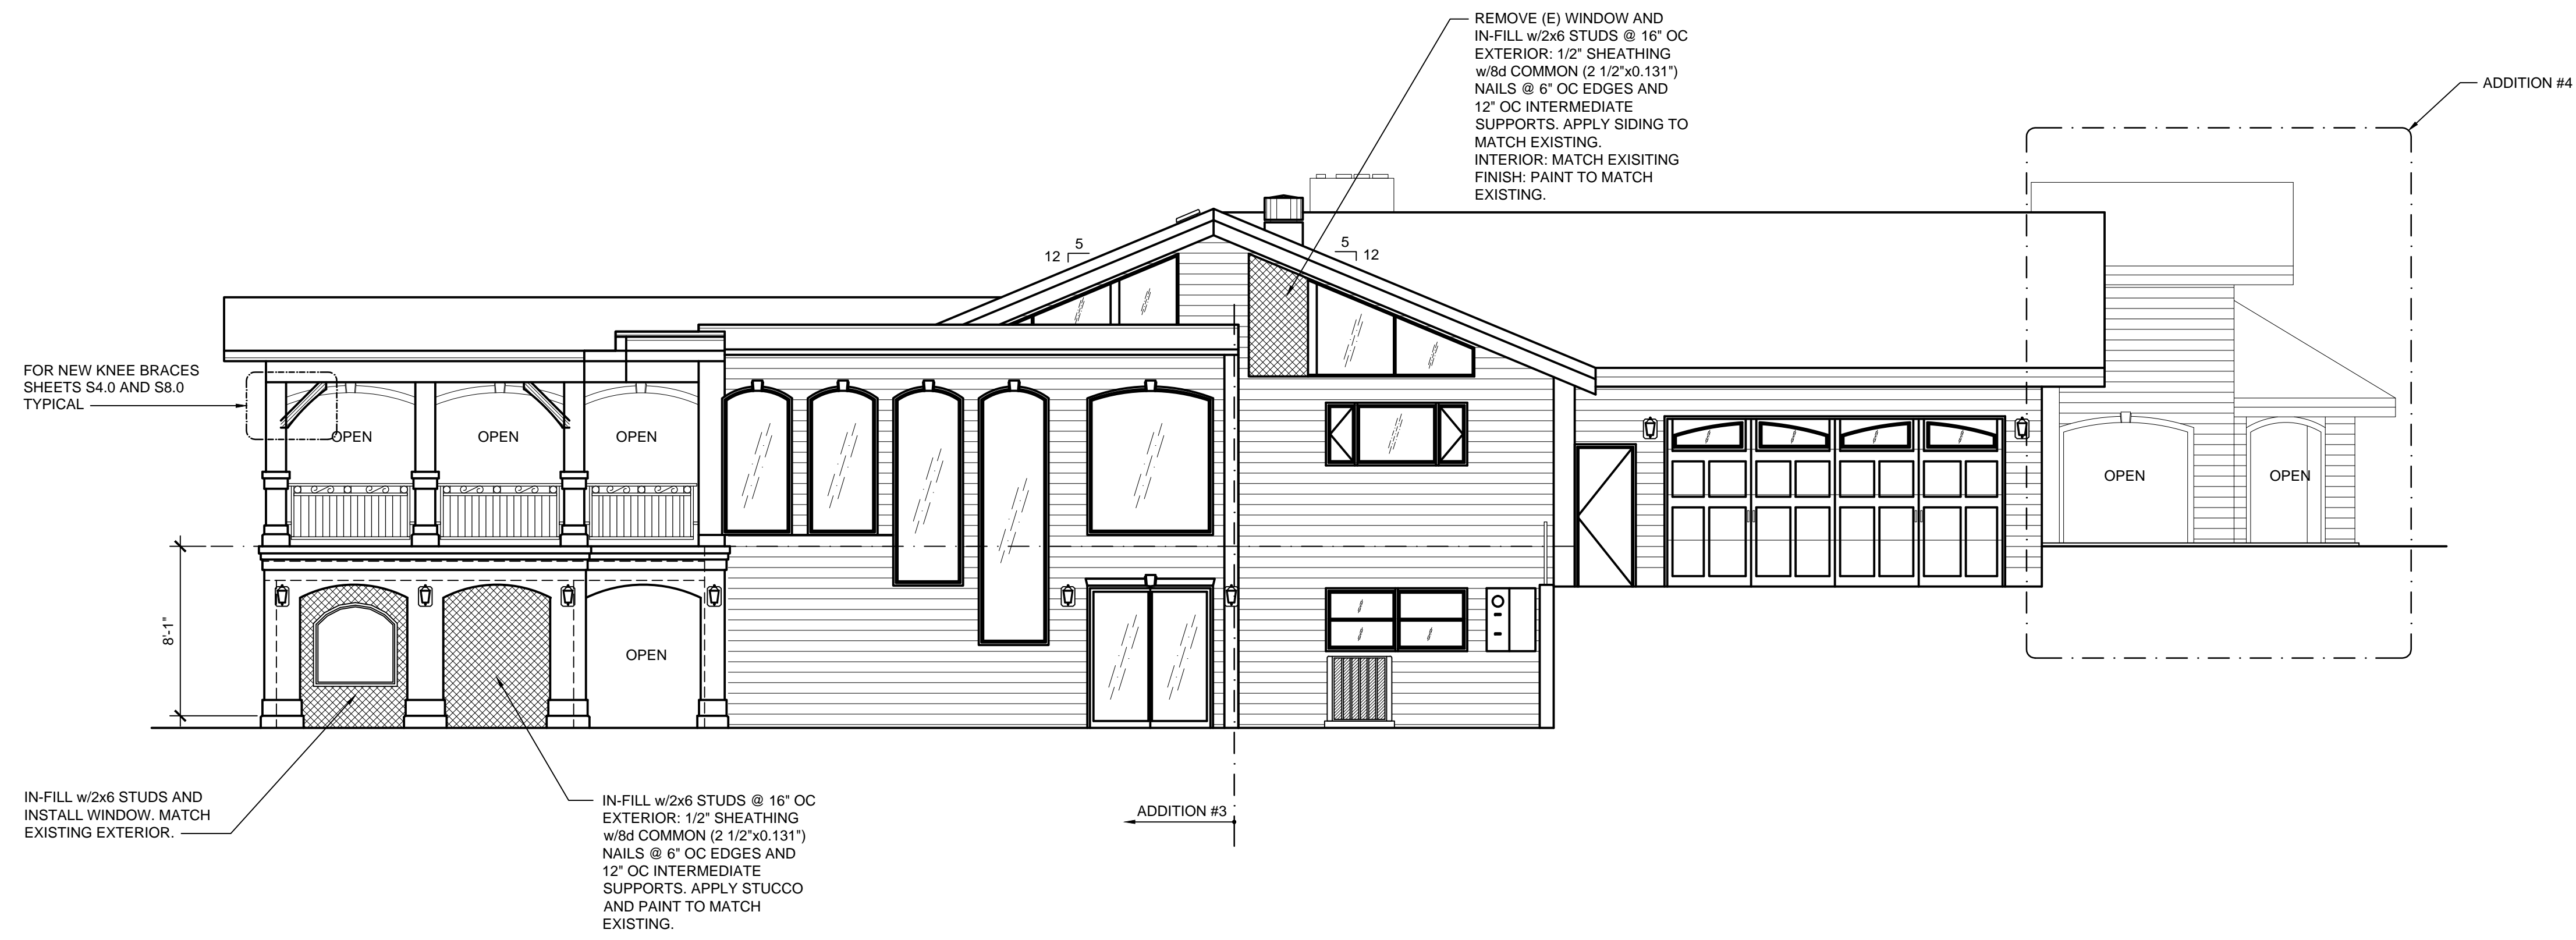 REMOVE (E) WINDOW AND
IN-FILL w/2x6 STUDS @ 16" OC
EXTERIOR: 1/2" SHEATHING
w/8d COMMON (2 1/2"x0.131")
NAILS @ 6" OC EDGES AND
12" OC INTERMEDIATE
SUPPORTS. APPLY SIDING TO
MATCH EXISTING.
INTERIOR: MATCH EXISITING
FINISH: PAINT TO MATCH
EXISTING.
ADDITION #4
5
12
5
12
FOR NEW KNEE BRACES
SHEETS S4.0 AND S8.0
TYPICAL
OPEN
OPEN
OPEN
OPEN
OPEN
8'-1"
OPEN
IN-FILL w/2x6 STUDS AND
INSTALL WINDOW. MATCH
EXISTING EXTERIOR.
IN-FILL w/2x6 STUDS @ 16" OC
EXTERIOR: 1/2" SHEATHING
w/8d COMMON (2 1/2"x0.131")
NAILS @ 6" OC EDGES AND
12" OC INTERMEDIATE
SUPPORTS. APPLY STUCCO
AND PAINT TO MATCH
EXISTING.
ADDITION #3